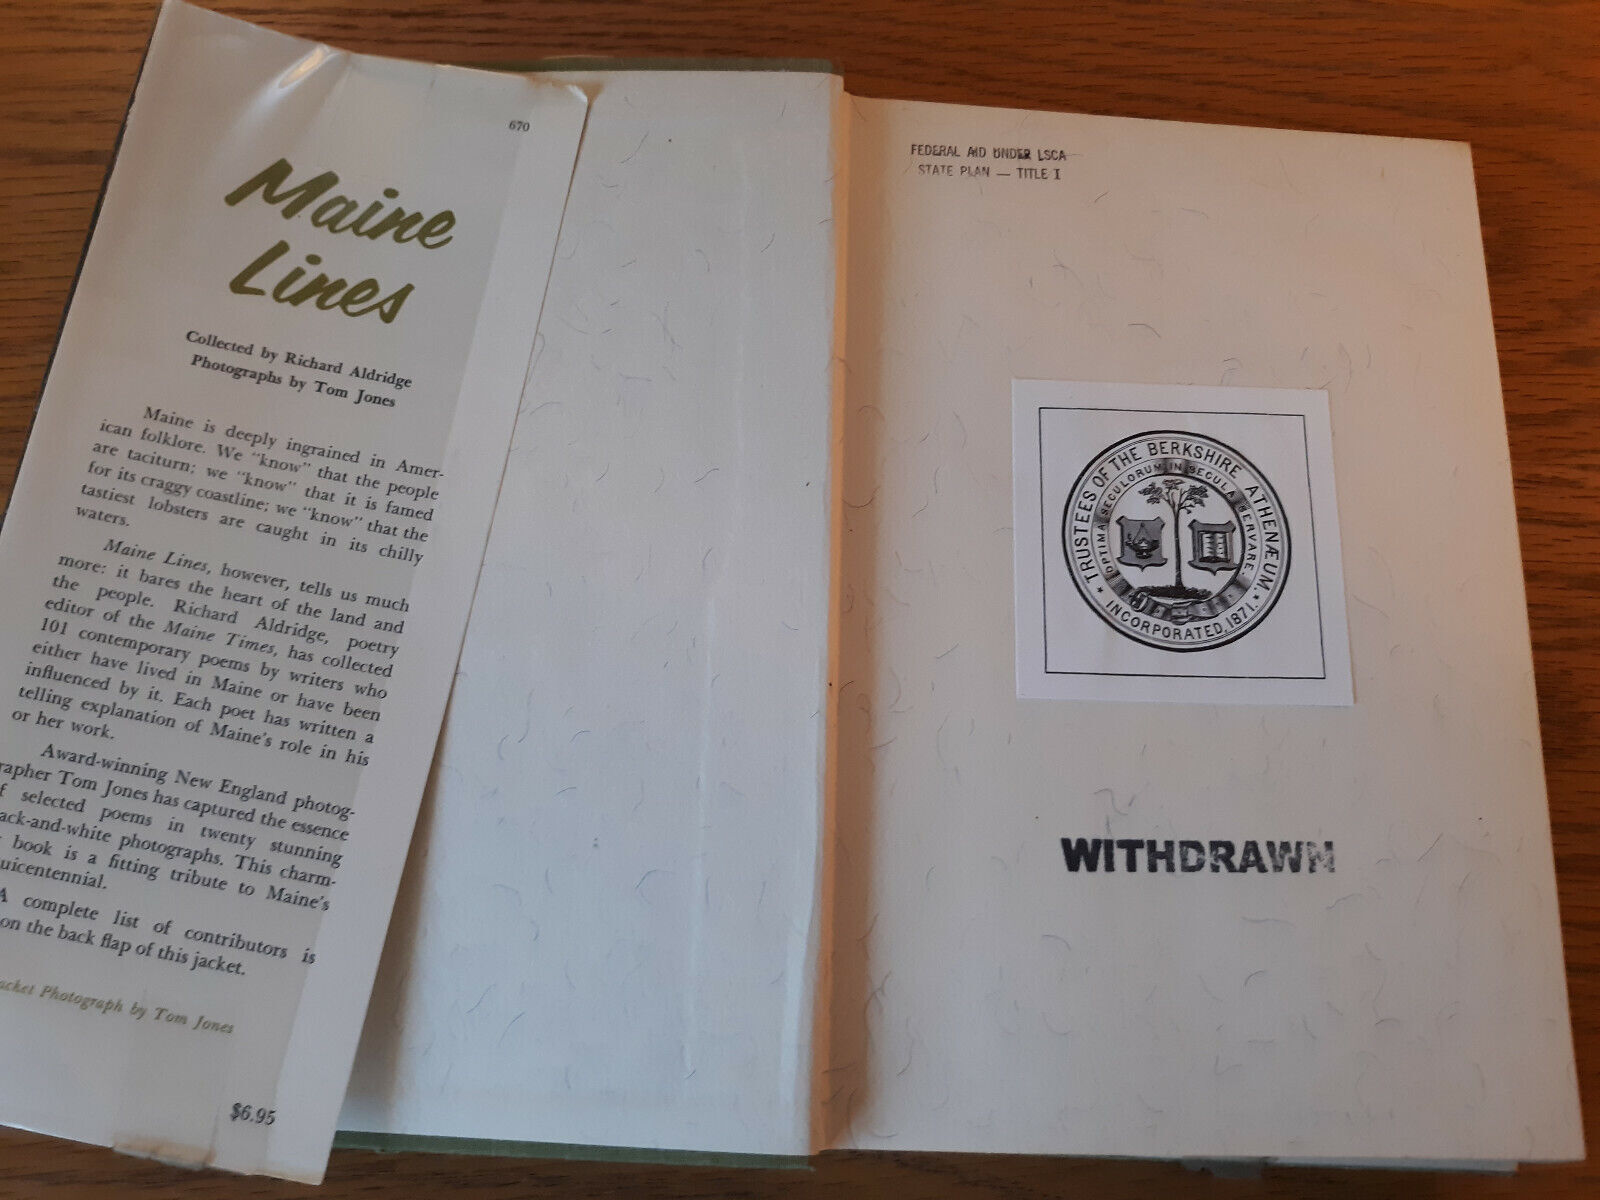 670
Maine
Lines
Collected by Richard Aldridge
Photographs by Tom Jones
Maine is deeply ingrained in Amer-
ican folklore. We "know" that the people
are taciturn; we "know" that it is famed
for its craggy coastline; we "know" that the
tastiest lobsters are caught in its chilly
waters.
Maine Lines, however, tells us much
more: it bares the heart of the land and
the people. Richard Aldridge, poetry
editor of the Maine Times, has collected
101 contemporary poems by writers who
either have lived in Maine or have been
influenced by it. Each poet has written a
telling explanation of Maine's role in his
or her work.
Award-winning New England photog-
rapher Tom Jones has captured the essence
f selected poems in twenty stunning
ack-and-white photographs. This charm-
book is a fitting tribute to Maine's
uicentennial.
A complete list of contributors is
on the back flap of this jacket.
acket Photograph by Tom Jones
$6.95
FEDERAL AID UNDER LSCA
STATE PLAN — TITLE I
TRUSTEES OF THE BERKSHIRE ATHENÆUM.
* INCORPORATED, 1871. *
OPTIMA SECULORUM IN SECULA SERVARE.
WITHDRAWN